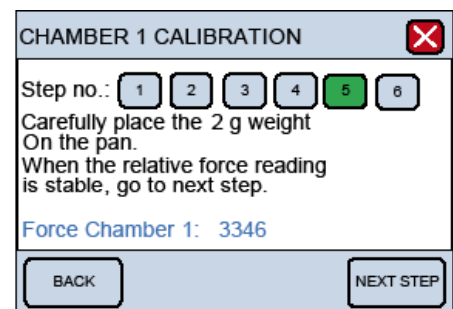 CHAMBER 1 CALIBRATION
Step no.: 1 2 3 4 5 6
Carefully place the 2 g weight
On the pan.
When the relative force reading
is stable, go to next step.
Force Chamber 1: 3346
BACK NEXT STEP